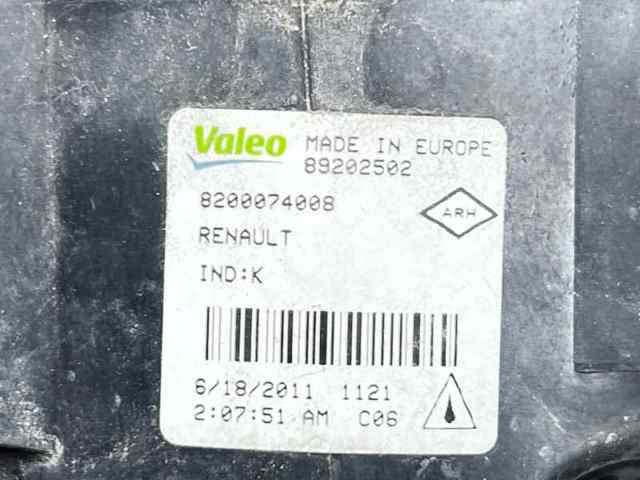 Valeo MADE IN EUROPE
89202502
8200074008
ARH
RENAULT
IND:K
6/18/2011 1121
2:07:51 AM C06